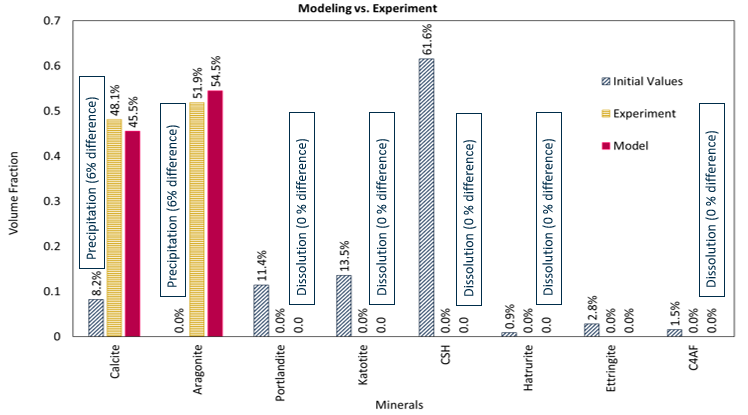 Modeling vs. Experiment
Volume Fraction
0.7
0.6
0.5
0.4
0.3
0.2
0.1
0
Precipitation (6% difference)
8.2%
48.1%
45.5%
Precipitation (6% difference)
0.0%
51.9%
54.5%
11.4%
0.0%
0.0
Dissolution (0 % difference)
13.5%
0.0%
0.0
Dissolution (0 % difference)
61.6%
0.0%
0.0
Dissolution (0 % difference)
0.9%
0.0%
0.0
Dissolution (0 % difference)
2.8%
0.0%
0.0%
1.5%
0.0%
0.0%
Dissolution (0 % difference)
Initial Values
Experiment
Model
Calcite
Aragonite
Portlandite
Katotite
CSH
Hatrurite
Ettringite
C4AF
Minerals